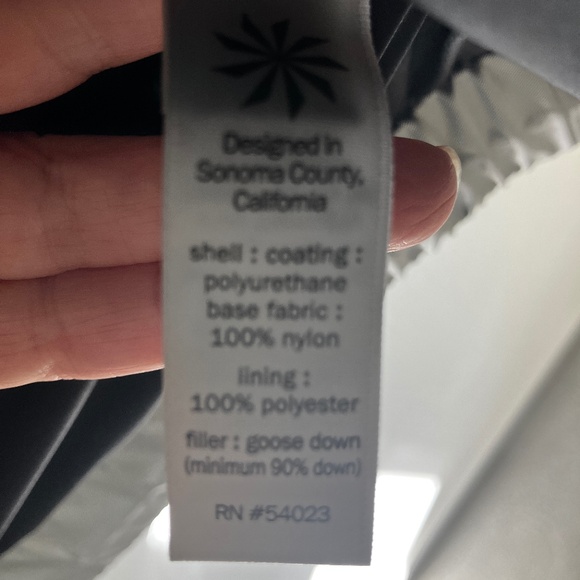 Designed in
Sonoma County,
California
shell : coating :
polyurethane
base fabric :
100% nylon
lining :
100% polyester
filler : goose down
(minimum 90% down)
RN #54023